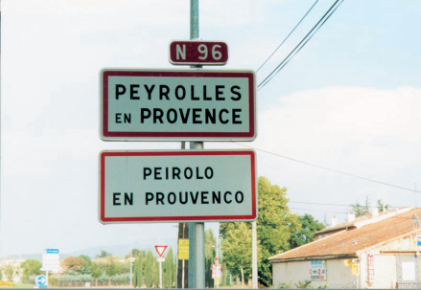 N 96
PEYROLLES
EN PROVENCE
PEIROLO
EN PROUVENCO